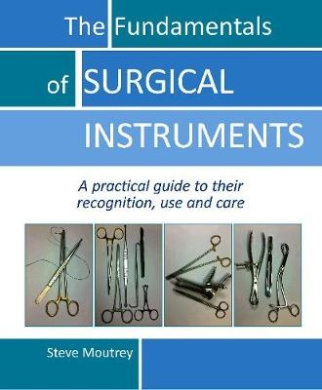 The Fundamentals
of SURGICAL
INSTRUMENTS
A practical guide to their
recognition, use and care
Steve Moutrey